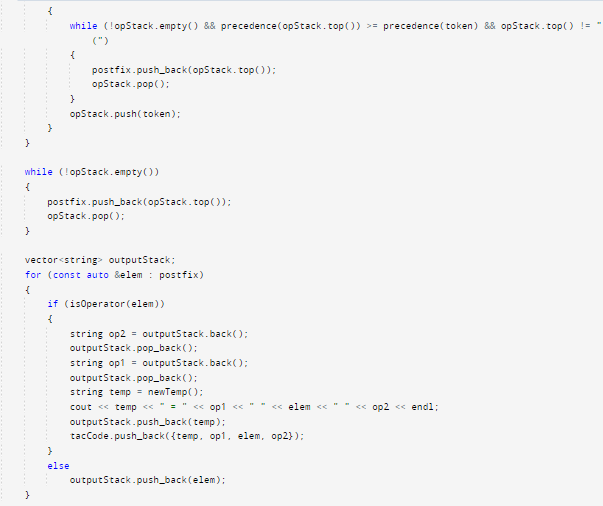 {
while (!opStack.empty() && precedence(opStack.top()) >= precedence(token) && opStack.top() != "
(")
{
postfix.push_back(opStack.top());
opStack.pop();
}
opStack.push(token);
}
}
while (!opStack.empty())
{
postfix.push_back(opStack.top());
opStack.pop();
}
vector<string> outputStack;
for (const auto &elem : postfix)
{
if (isOperator(elem))
{
string op2 = outputStack.back();
outputStack.pop_back();
string op1 = outputStack.back();
outputStack.pop_back();
string temp = newTemp();
cout << temp << " = " << op1 << " " << elem << " " << op2 << endl;
outputStack.push_back(temp);
tacCode.push_back({temp, op1, elem, op2});
}
else
outputStack.push_back(elem);
}